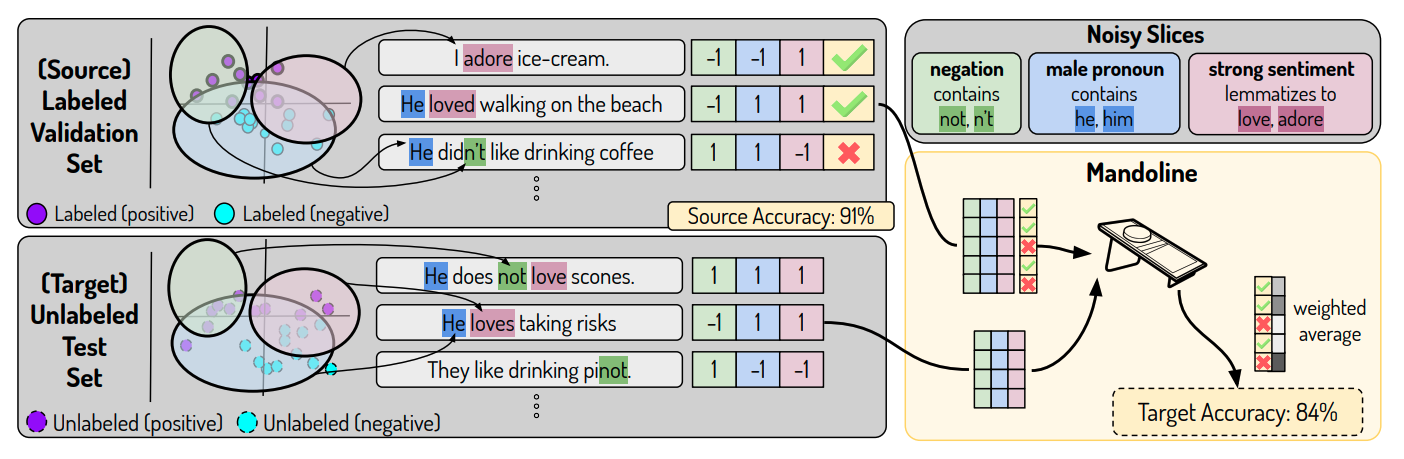 (Source)
Labeled
Validation
Set
I adore ice-cream.
-1 -1 1
He loved walking on the beach
-1 1 1
He didn't like drinking coffee
1 1 -1
Labeled (positive)
Labeled (negative)
Source Accuracy: 91%
(Target)
Unlabeled
Test
Set
He does not love scones.
1 1 1
He loves taking risks
-1 1 1
They like drinking pinot.
1 -1 -1
Unlabeled (positive)
Unlabeled (negative)
Noisy Slices
negation
contains
not, n't
male pronoun
contains
he, him
strong sentiment
lemmatizes to
love, adore
Mandoline
weighted
average
Target Accuracy: 84%